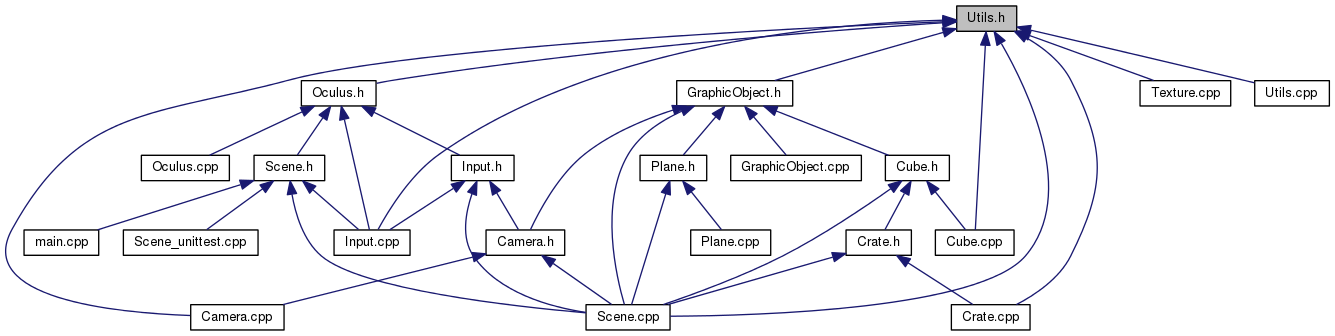 Utils.h
Oculus.h
GraphicObject.h
Texture.cpp
Utils.cpp
Oculus.cpp
Scene.h
Input.h
Plane.h
GraphicObject.cpp
Cube.h
main.cpp
Scene_unittest.cpp
Input.cpp
Camera.h
Plane.cpp
Crate.h
Cube.cpp
Camera.cpp
Scene.cpp
Crate.cpp